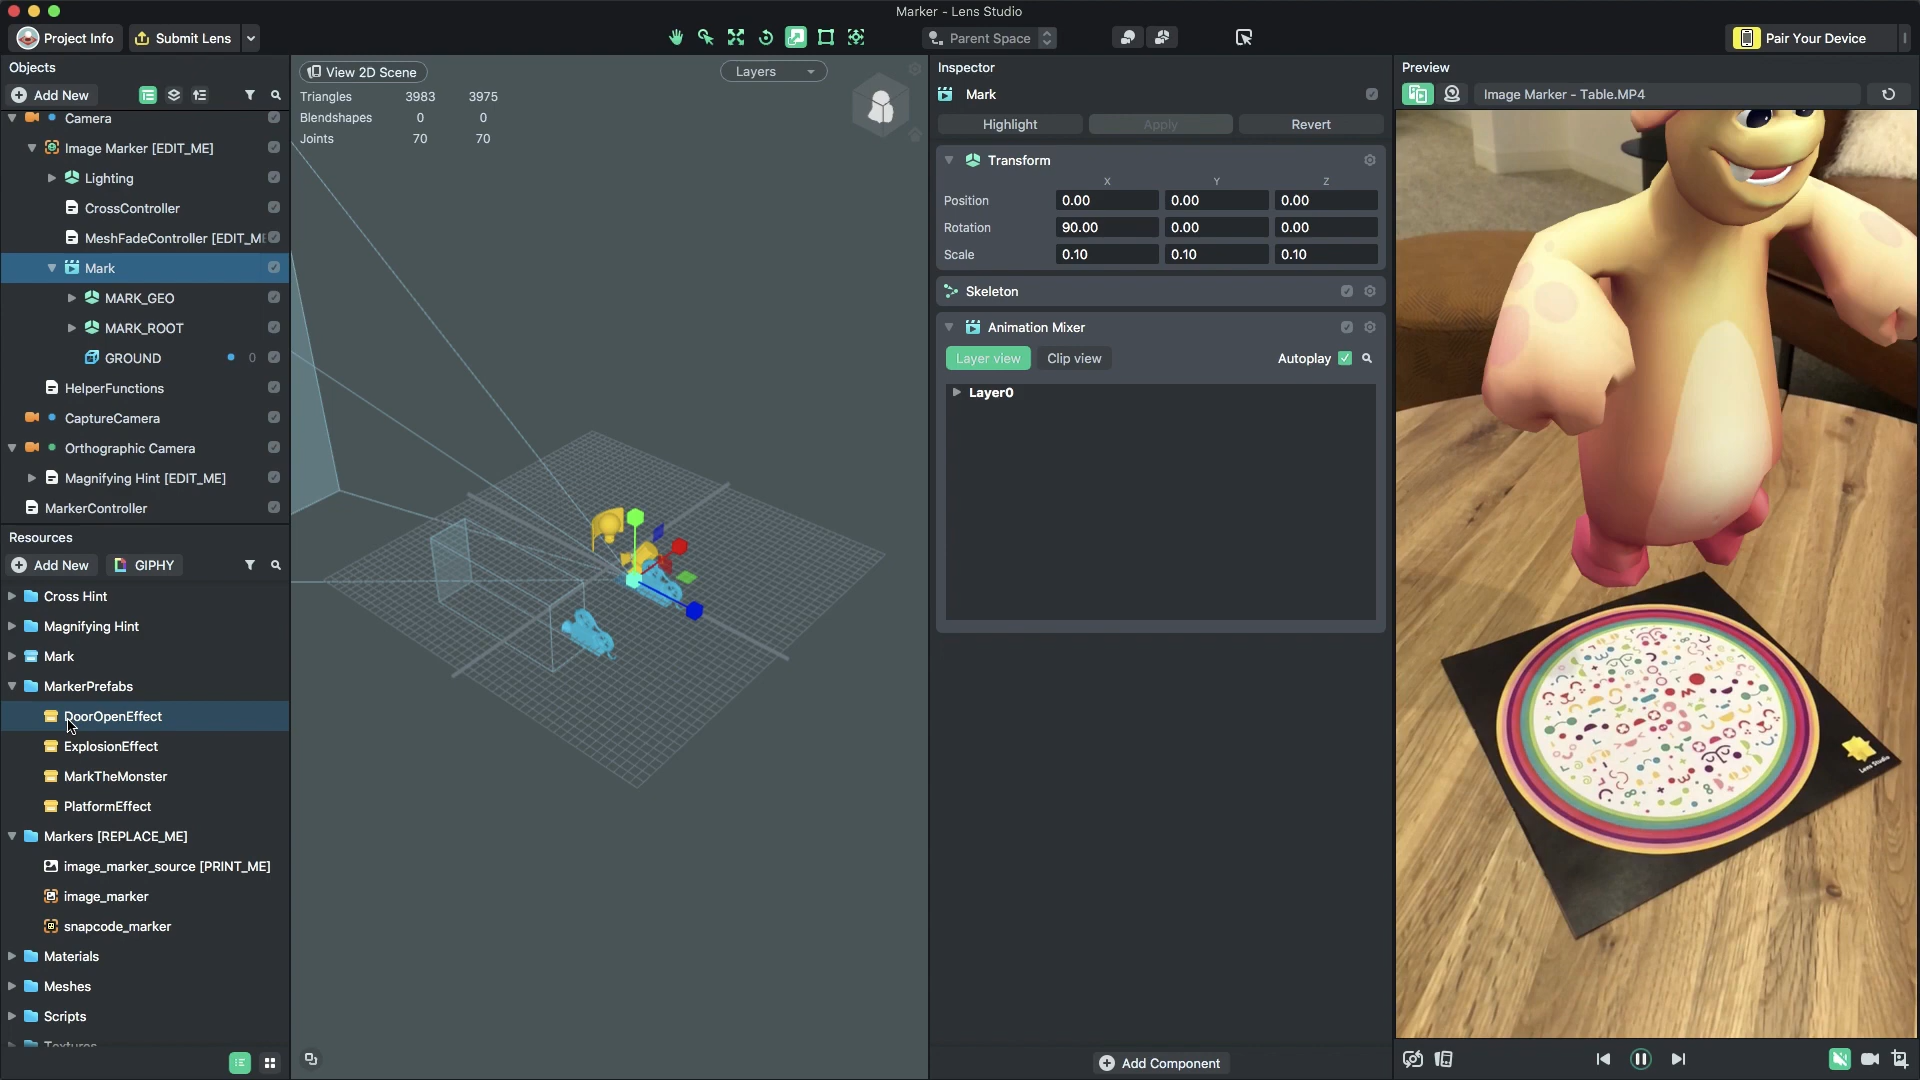 Marker - Lens Studio
Project Info
Submit Lens
Parent Space
Pair Your Device
Objects
Add New
Camera
Image Marker [EDIT_ME]
Lighting
CrossController
MeshFadeController [EDIT_ME
Mark
MARK_GEO
MARK_ROOT
GROUND 0
HelperFunctions
CaptureCamera
Orthographic Camera
Magnifying Hint [EDIT_ME]
MarkerController
Resources
Add New
GIPHY
Cross Hint
Magnifying Hint
Mark
MarkerPrefabs
DoorOpenEffect
ExplosionEffect
MarkTheMonster
PlatformEffect
Markers [REPLACE_ME]
image_marker_source [PRINT_ME]
image_marker
snapcode_marker
Materials
Meshes
Scripts
Textures
View 2D Scene
Layers
Triangles 3983 3975
Blendshapes 0 0
Joints 70 70
Inspector
Mark
Highlight Apply Revert
Transform
X Y Z
Position 0.00 0.00 0.00
Rotation 90.00 0.00 0.00
Scale 0.10 0.10 0.10
Skeleton
Animation Mixer
Layer view Clip view Autoplay
Layer0
Add Component
Preview
Image Marker - Table.MP4
Lens Studio